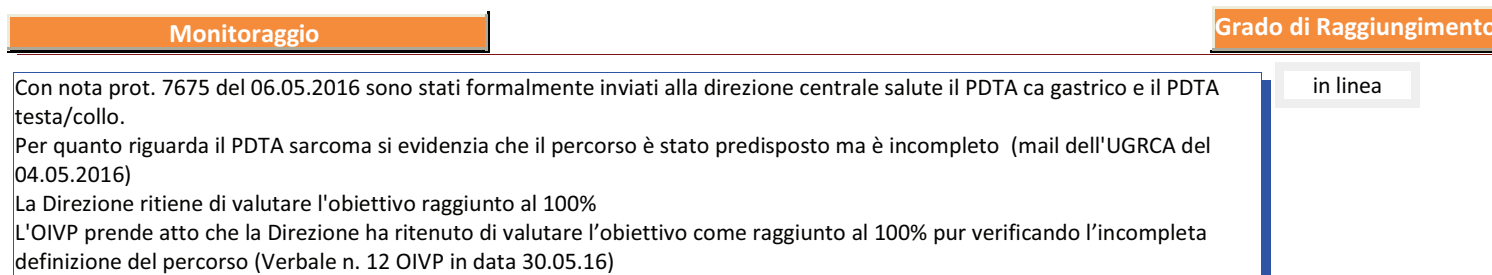 Monitoraggio
Grado di Raggiungimento
Con nota prot. 7675 del 06.05.2016 sono stati formalmente inviati alla direzione centrale salute il PDTA ca gastrico e il PDTA
testa/collo.
Per quanto riguarda il PDTA sarcoma si evidenzia che il percorso è stato predisposto ma è incompleto (mail dell'UGRCA del
04.05.2016)
La Direzione ritiene di valutare l'obiettivo raggiunto al 100%
L'OIVP prende atto che la Direzione ha ritenuto di valutare l’obiettivo come raggiunto al 100% pur verificando l’incompleta
definizione del percorso (Verbale n. 12 OIVP in data 30.05.16)
in linea